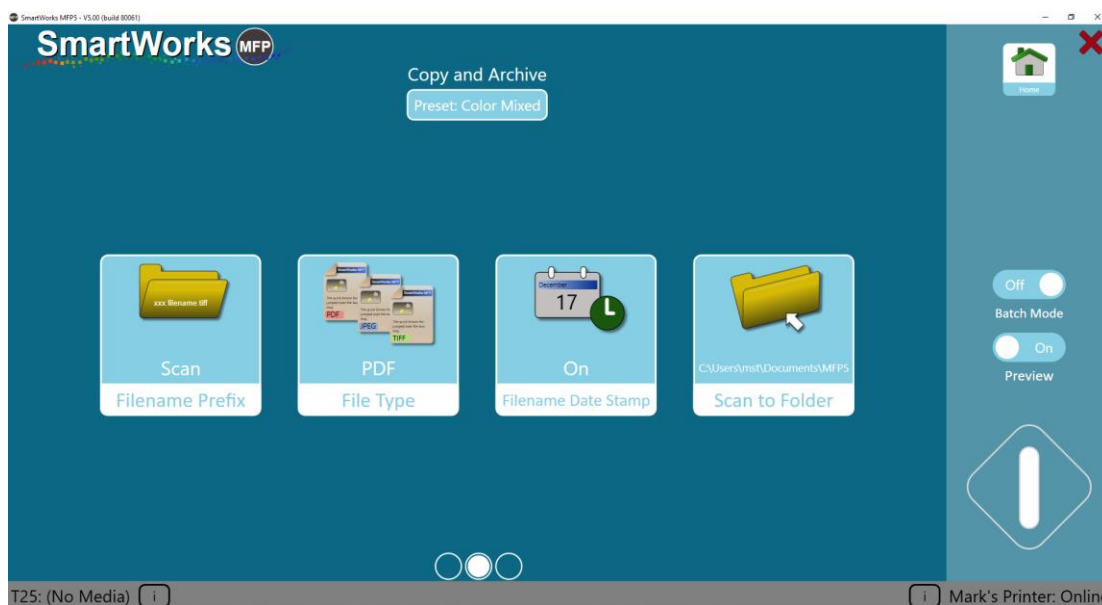 SmartWorks MFP5 - V5.00 (build 80061)
SmartWorks MFP
Copy and Archive
Preset: Color Mixed
Home
xxx filename tiff
Scan
Filename Prefix
PDF
JPEG
TIFF
PDF
File Type
December
17
On
Filename Date Stamp
C:\Users\mst\Documents\MFP5
Scan to Folder
Off
Batch Mode
On
Preview
T25: (No Media) i
i Mark's Printer: Online